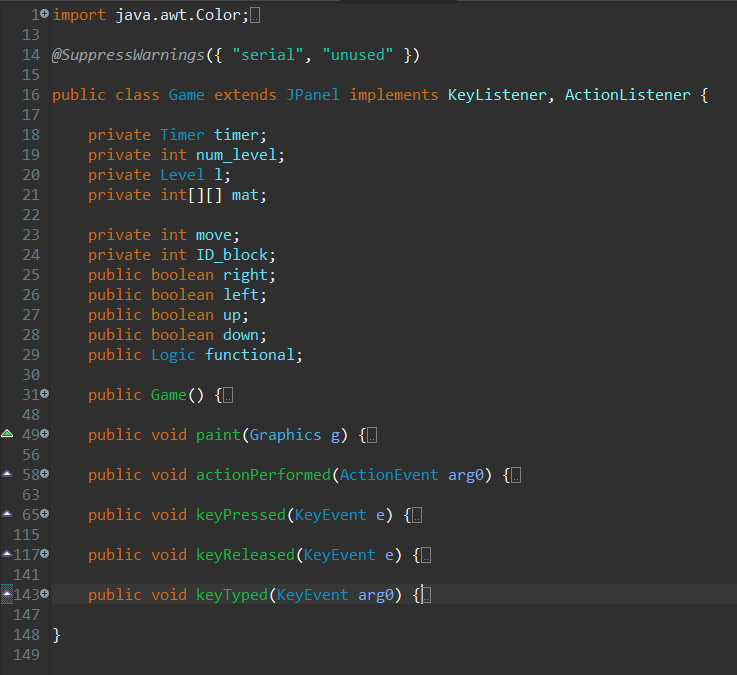 1 import java.awt.Color;
13
14 @SuppressWarnings({ "serial", "unused" })
15
16 public class Game extends JPanel implements KeyListener, ActionListener {
17
18 private Timer timer;
19 private int num_level;
20 private Level l;
21 private int[][] mat;
22
23 private int move;
24 private int ID_block;
25 public boolean right;
26 public boolean left;
27 public boolean up;
28 public boolean down;
29 public Logic functional;
30
31 public Game() {
48
49 public void paint(Graphics g) {
56
58 public void actionPerformed(ActionEvent arg0) {
63
65 public void keyPressed(KeyEvent e) {
115
117 public void keyReleased(KeyEvent e) {
141
143 public void keyTyped(KeyEvent arg0) {
147
148 }
149